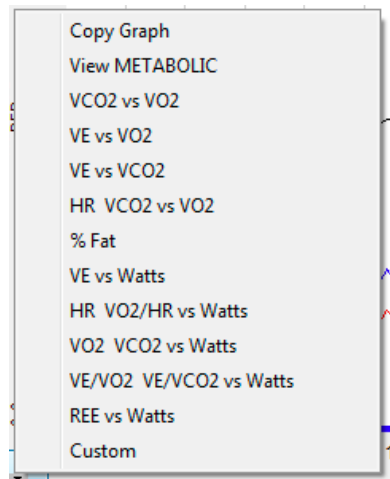 Copy Graph
View METABOLIC
VCO2 vs VO2
VE vs VO2
VE vs VCO2
HR  VCO2 vs VO2
% Fat
VE vs Watts
HR  VO2/HR vs Watts
VO2  VCO2 vs Watts
VE/VO2  VE/VCO2 vs Watts
REE vs Watts
Custom